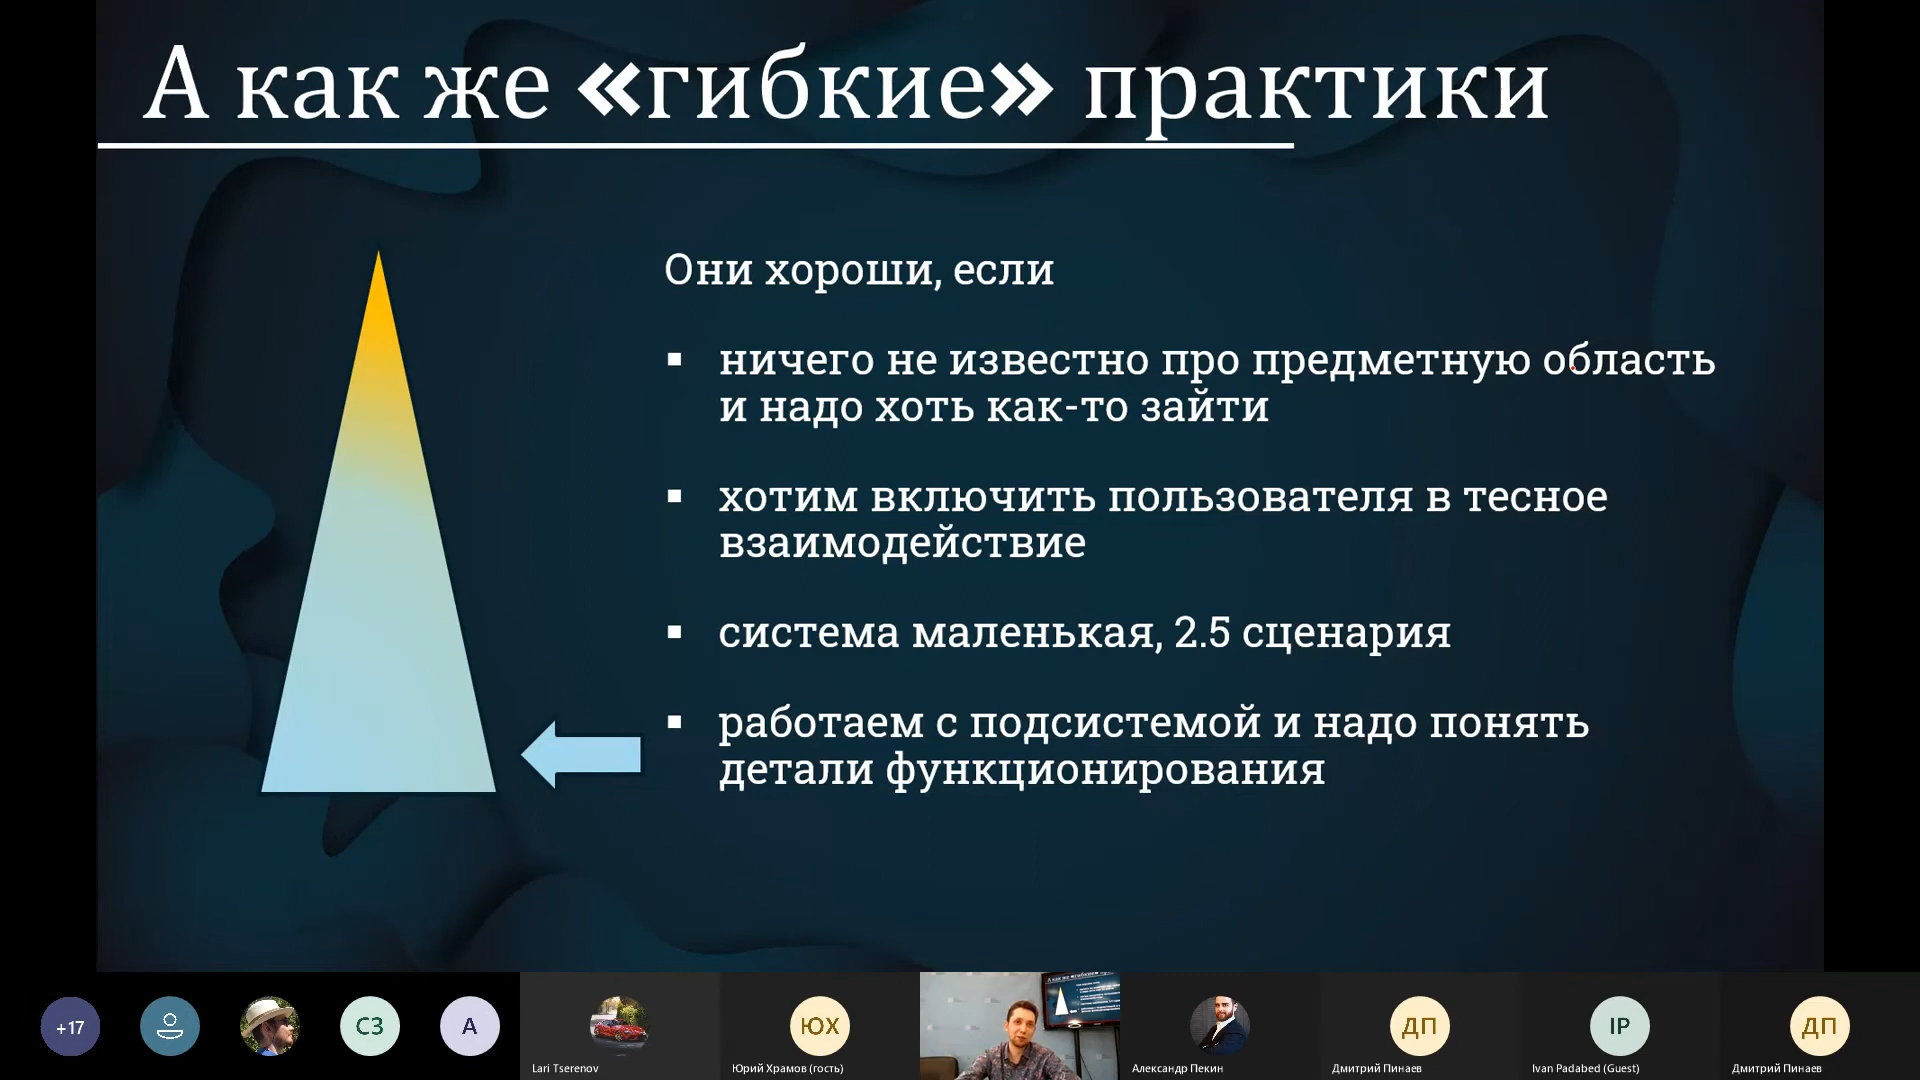 А как же «гибкие» практики
Они хороши, если
▪ ничего не известно про предметную область
и надо хоть как-то зайти
▪ хотим включить пользователя в тесное
взаимодействие
▪ система маленькая, 2.5 сценария
▪ работаем с подсистемой и надо понять
детали функционирования
+17
СЗ
A
ЮХ
ДП
IP
ДП
Lari Tserenov
Юрий Храмов (гость)
Александр Пекин
Дмитрий Пинаев
Ivan Padabed (Guest)
Дмитрий Пинаев